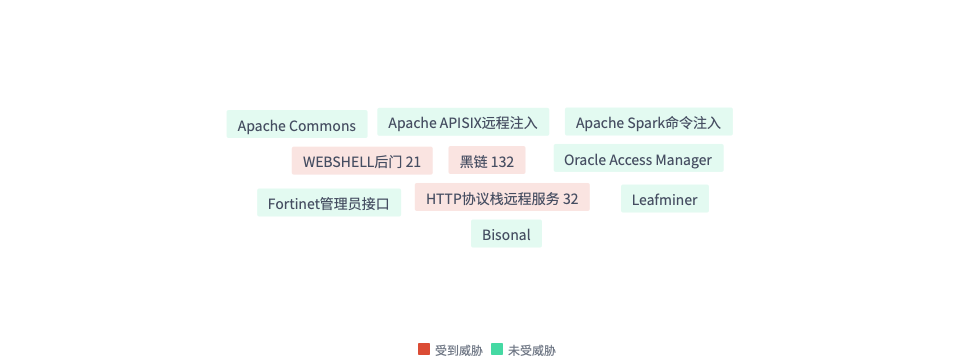 Apache Commons
Apache APISIX远程注入
Apache Spark命令注入
WEBSHELL后门 21
黑链 132
Oracle Access Manager
Fortinet管理员接口
HTTP协议栈远程服务 32
Leafminer
Bisonal
受到威胁
未受威胁